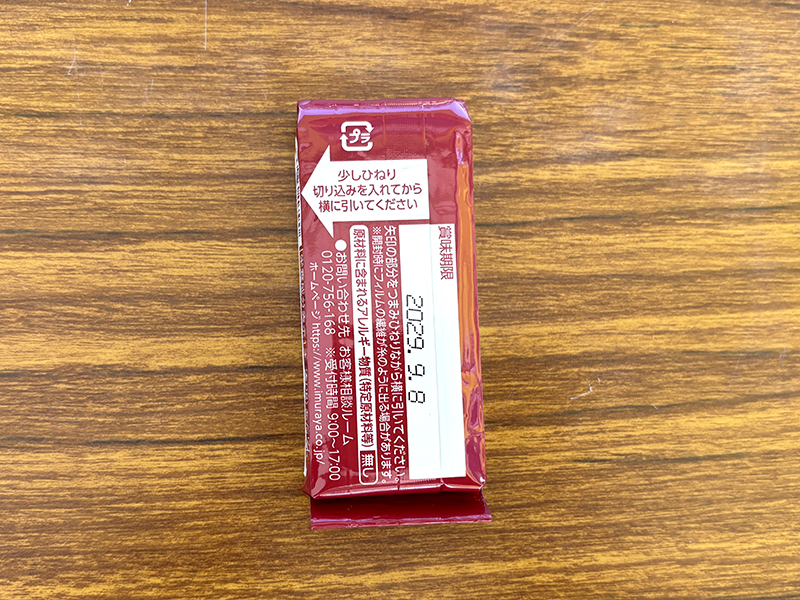 プラ
少しひねり
切り込みを入れてから
横に引いてください
賞味期限
2029. 9. 8
矢印の部分をつまみひねりながら横に引いてください。
※開封時にフィルムの繊維が糸のように出る場合があります。
原材料に含まれるアレルギー物質(特定原材料等) 無し
●お問い合わせ先 お客様相談ルーム
0120-756-168 ※受付時間 9:00~17:00
ホームページ https://www.imuraya.co.jp/